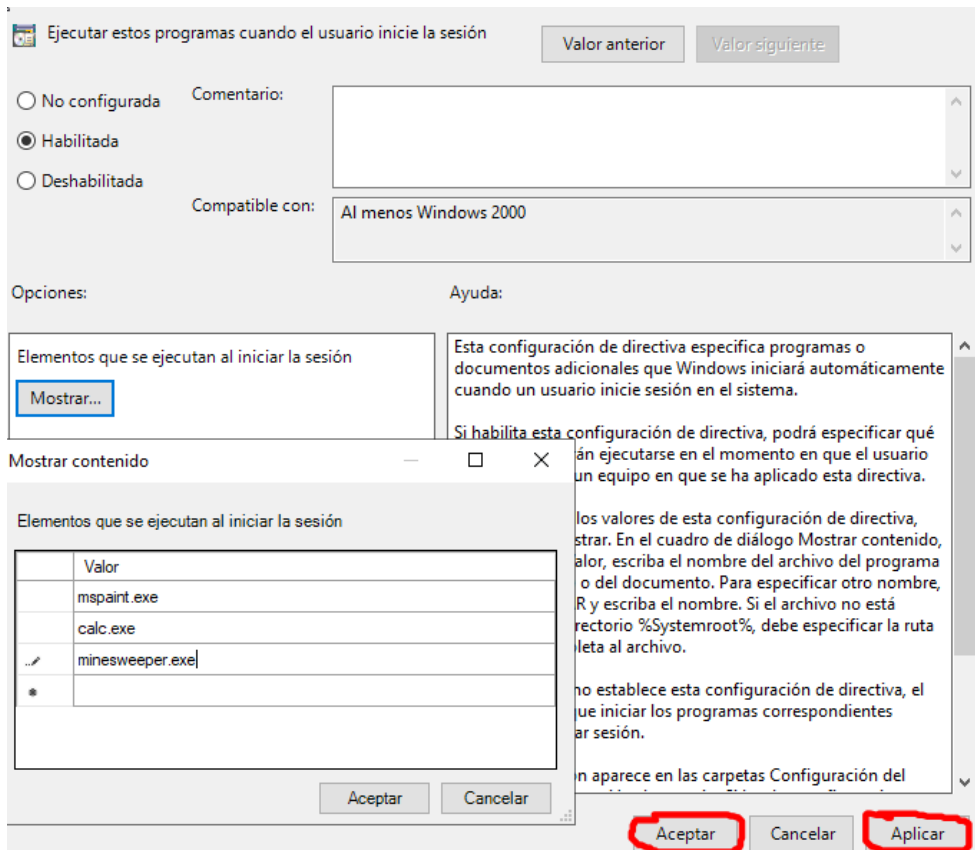 Ejecutar estos programas cuando el usuario inicie la sesión
Valor anterior
Valor siguiente
No configurada
Habilitada
Deshabilitada
Comentario:
Compatible con:
Al menos Windows 2000
Opciones:
Ayuda:
Elementos que se ejecutan al iniciar la sesión
Mostrar...
Esta configuración de directiva especifica programas o
documentos adicionales que Windows iniciará automáticamente
cuando un usuario inicie sesión en el sistema.
Si habilita esta configuración de directiva, podrá especificar qué
án ejecutarse en el momento en que el usuario
un equipo en que se ha aplicado esta directiva.
los valores de esta configuración de directiva,
strar. En el cuadro de diálogo Mostrar contenido,
alor, escriba el nombre del archivo del programa
o del documento. Para especificar otro nombre,
R y escriba el nombre. Si el archivo no está
rectorio %Systemroot%, debe especificar la ruta
leta al archivo.
no establece esta configuración de directiva, el
que iniciar los programas correspondientes
ar sesión.
n aparece en las carpetas Configuración del
Mostrar contenido
Elementos que se ejecutan al iniciar la sesión
Valor
mspaint.exe
calc.exe
minesweeper.exe
Aceptar
Cancelar
Aceptar
Cancelar
Aplicar